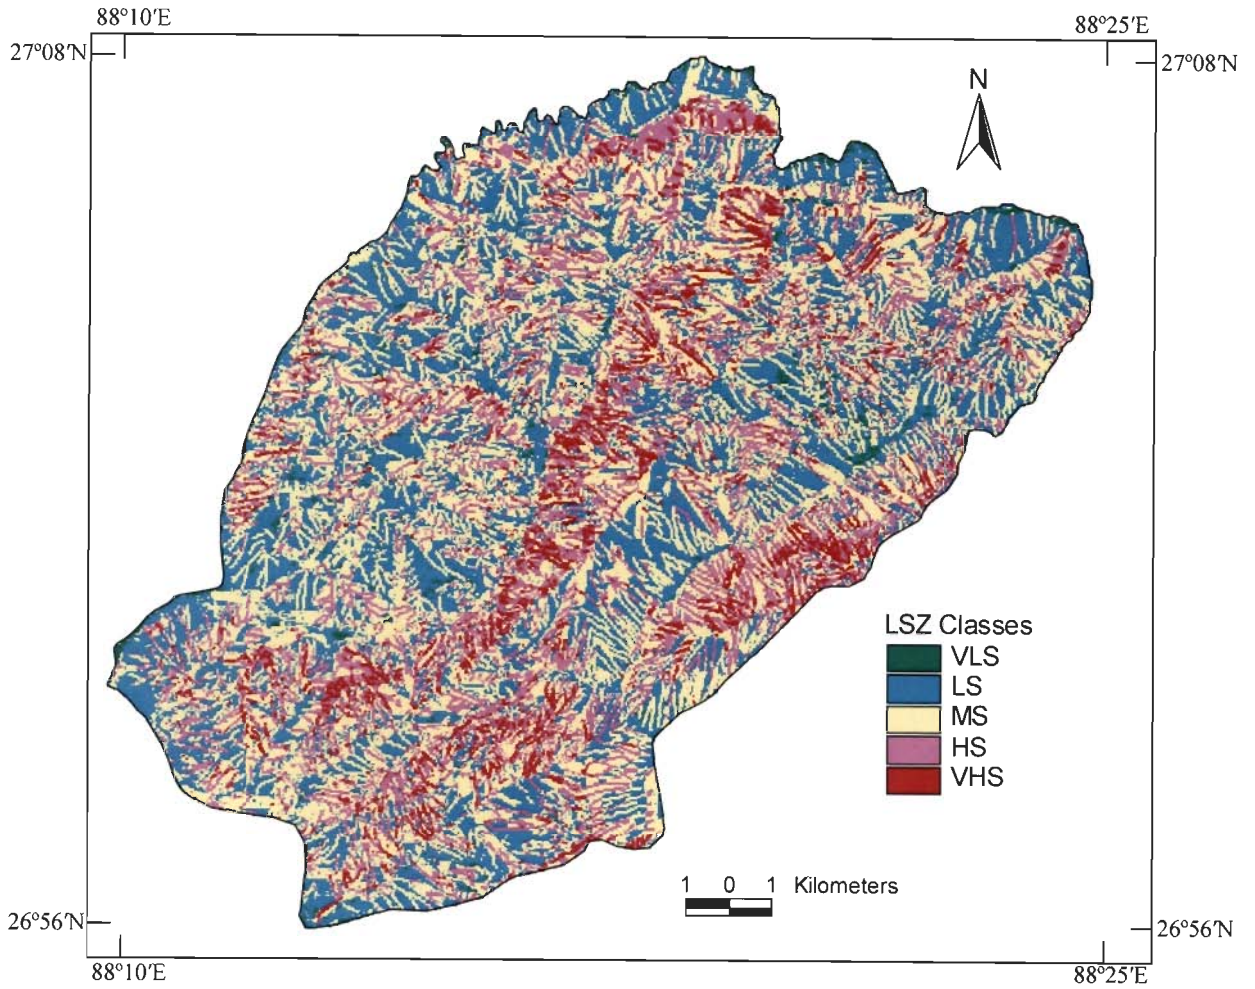 88°10'E
88°25'E
27°08'N
27°08'N
N
LSZ Classes
VLS
LS
MS
HS
VHS
1 0 1 Kilometers
26°56'N
26°56'N
88°10'E
88°25'E